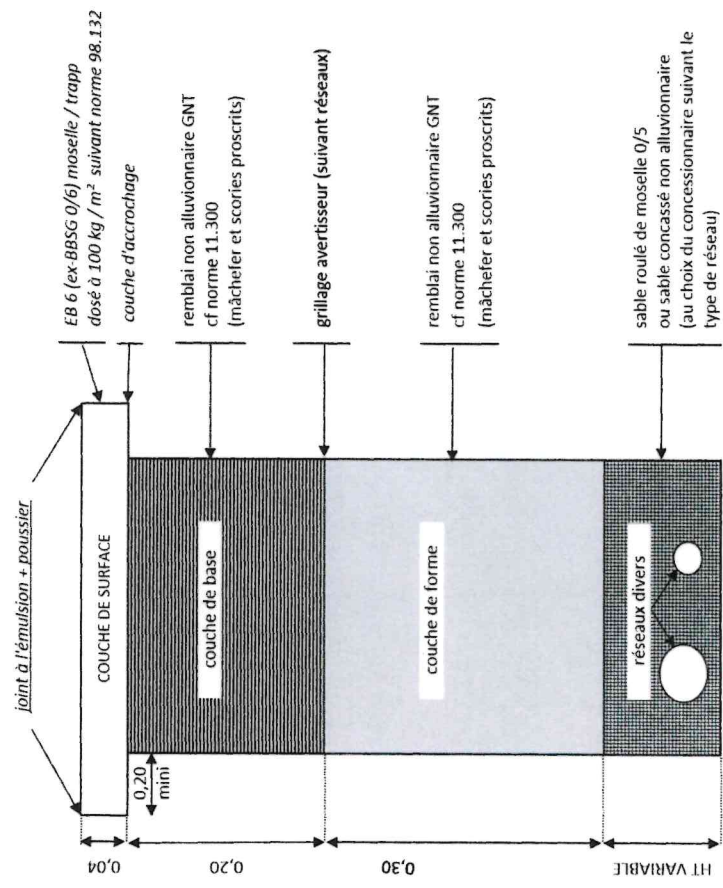 joint à l'émulsion + poussier
COUCHE DE SURFACE
EB 6 (ex-BBSG 0/6) moselle / trapp
dosé à 100 kg / m² suivant norme 98.132
couche d'accrochage
0,04
0,20
mini
0,20
couche de base
remblai non alluvionnaire GNT
cf norme 11.300
(mâchefer et scories proscrits)
grillage avertisseur (suivant réseaux)
0,30
couche de forme
remblai non alluvionnaire GNT
cf norme 11.300
(mâchefer et scories proscrits)
HT VARIABLE
réseaux divers
sable roulé de moselle 0/5
ou sable concassé non alluvionnaire
(au choix du concessionnaire suivant le
type de réseau)